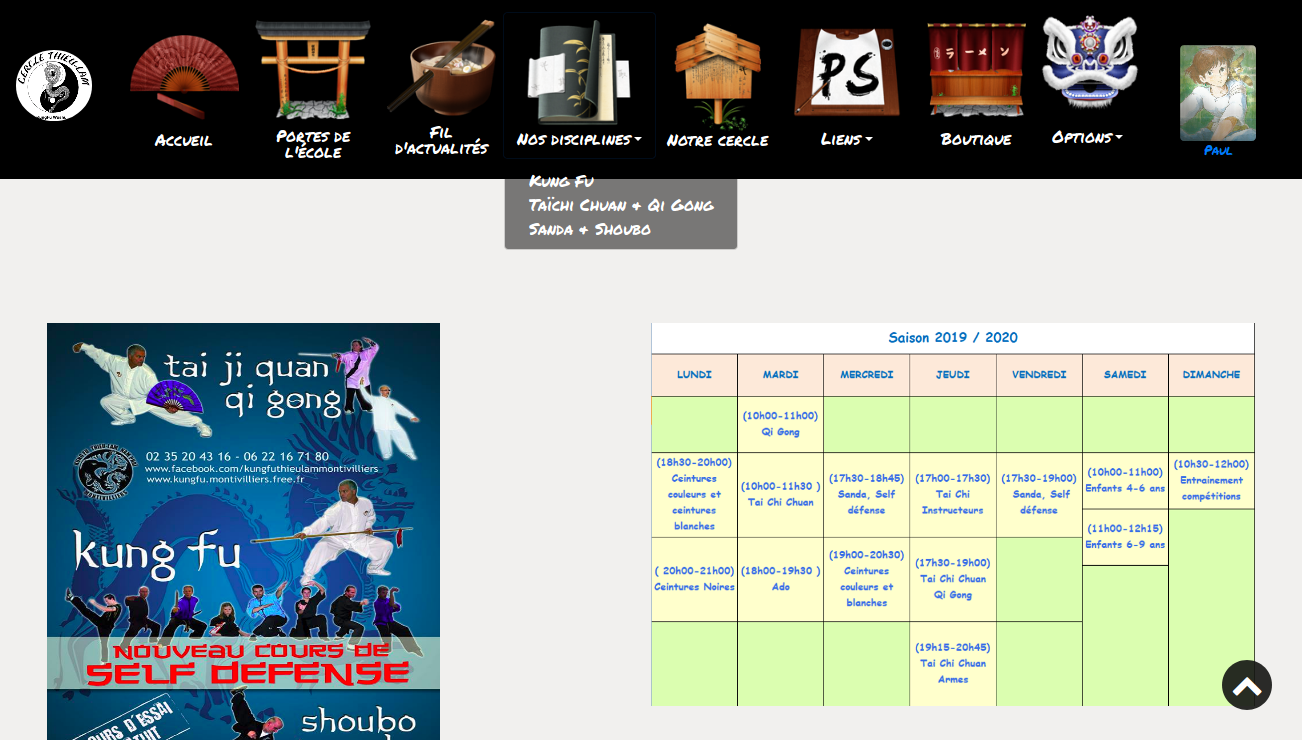 CERCLE THIEU-LAM
KungFu Wushu
Accueil
Portes de
l'école
Fil
d'actualités
Nos disciplines
Notre cercle
PS
Liens
ラーメン
Boutique
Options
Paul
Kung Fu
Taïchi Chuan & Qi Gong
Sanda & Shoubo
tai ji quan
qi gong
02 35 20 43 16 - 06 22 16 71 80
www.facebook.com/kungfuthieulammontivilliers
www.kungfu.montivilliers.free.fr
kung fu
NOUVEAU COURS DE
SELF DEFENSE
COURS D'ESSAI
shoubo
Saison 2019 / 2020
LUNDI
MARDI
MERCREDI
JEUDI
VENDREDI
SAMEDI
DIMANCHE
(10h00-11h00)
Qi Gong
(18h30-20h00)
Ceintures
couleurs et
ceintures
blanches
(10h00-11h30 )
Tai Chi Chuan
(17h30-18h45)
Sanda, Self
défense
(17h00-17h30)
Tai Chi
Instructeurs
(17h30-19h00)
Sanda, Self
défense
(10h00-11h00)
Enfants 4-6 ans
(10h30-12h00)
Entrainement
compétitions
(11h00-12h15)
Enfants 6-9 ans
( 20h00-21h00)
Ceintures Noires
(18h00-19h30 )
Ado
(19h00-20h30)
Ceintures
couleurs et
blanches
(17h30-19h00)
Tai Chi Chuan
Qi Gong
(19h15-20h45)
Tai Chi Chuan
Armes